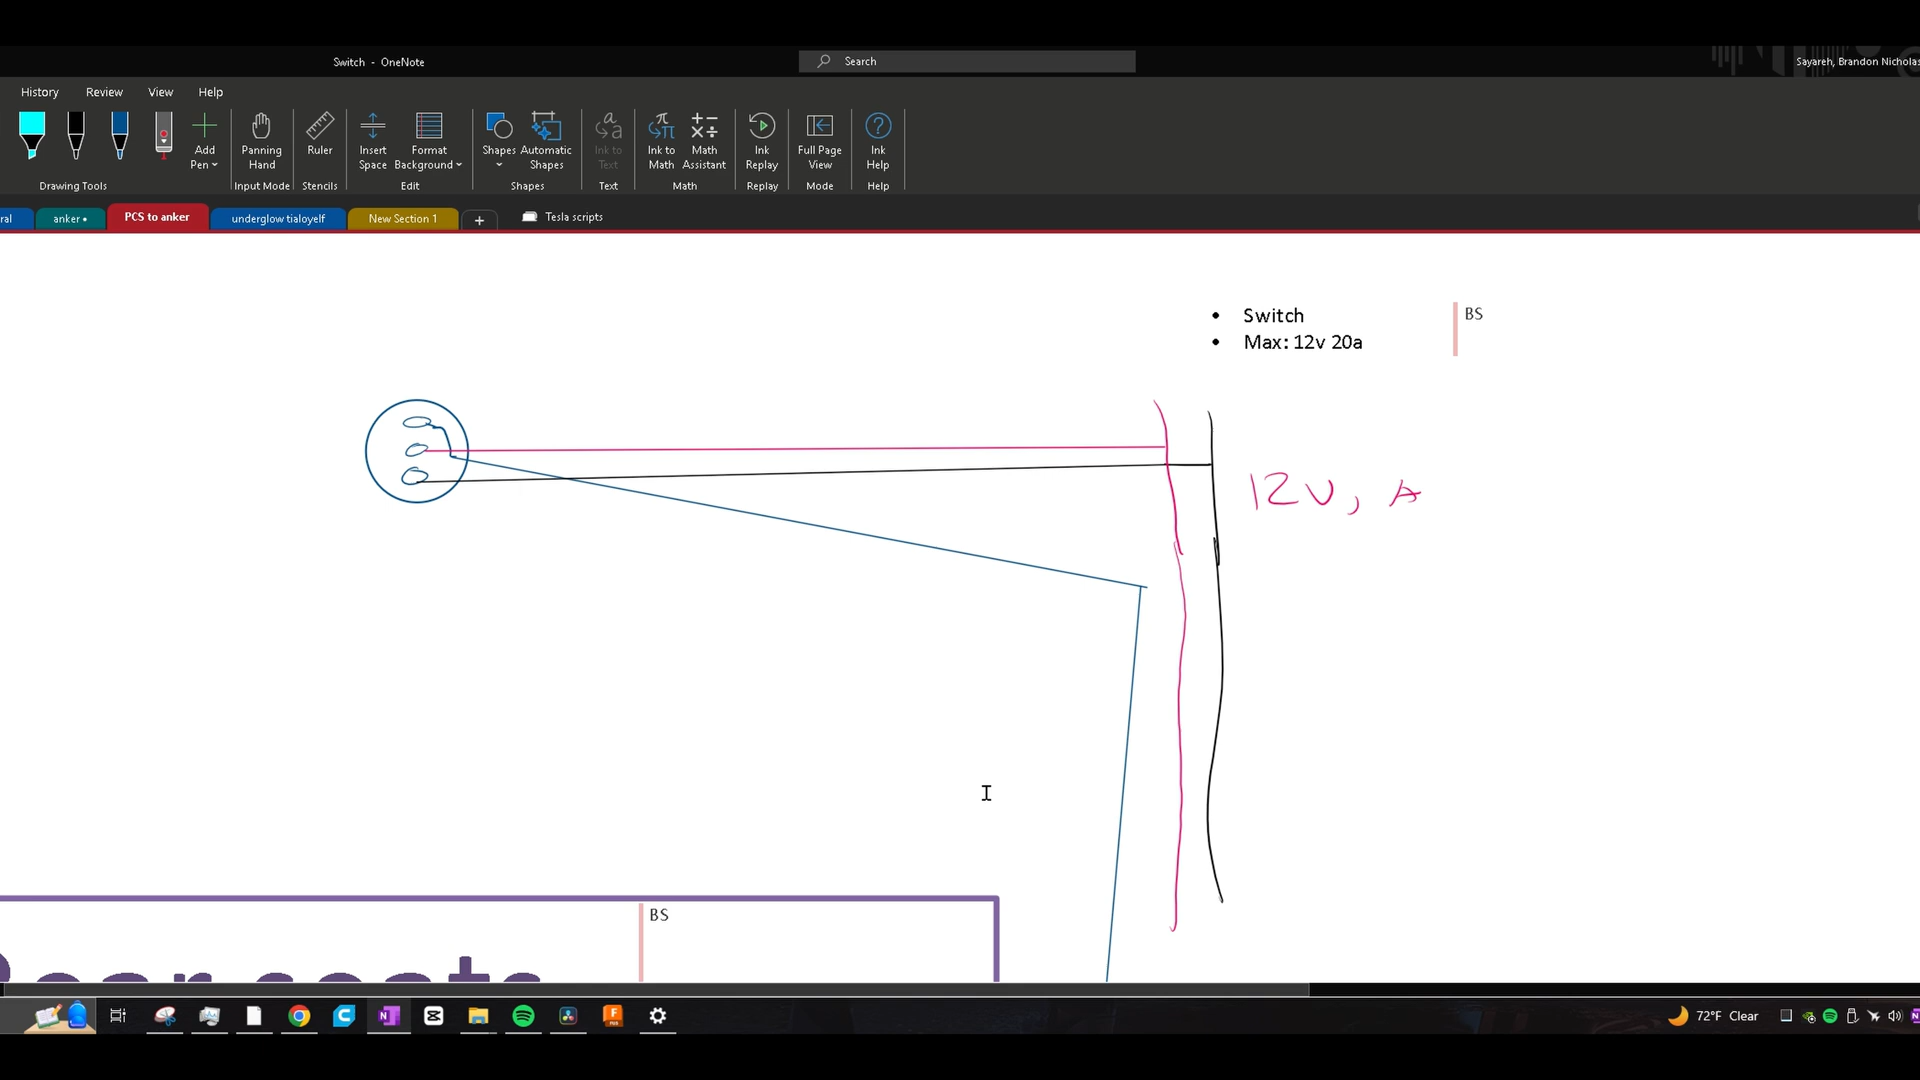 Switch - OneNote
Search
Sayareh, Brandon Nicholas
History Review View Help
Add Pen
Panning Hand
Ruler
Insert Space
Format Background
Shapes
Automatic Shapes
Ink to Text
Ink to Math
Math Assistant
Ink Replay
Full Page View
Ink Help
Drawing Tools Input Mode Stencils Edit Shapes Text Math Replay Mode Help
ral anker • PCS to anker underglow tialoyelf New Section 1 + Tesla scripts
• Switch
• Max: 12v 20a
BS
12v, A
BS
72°F Clear